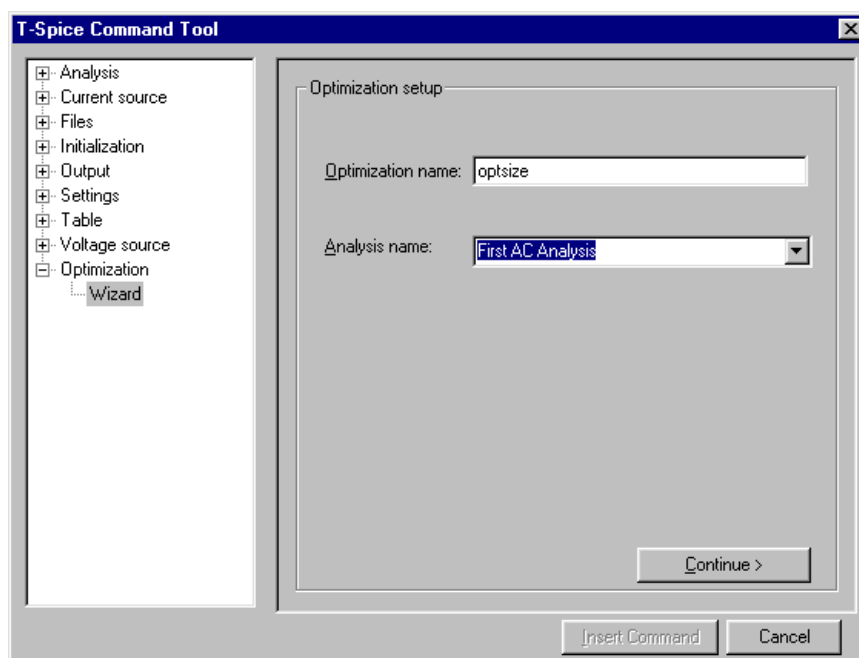 T-Spice Command Tool
Analysis
Current source
Files
Initialization
Output
Settings
Table
Voltage source
Optimization
Wizard
Optimization setup
Optimization name: optsize
Analysis name: First AC Analysis
Continue >
Insert Command Cancel